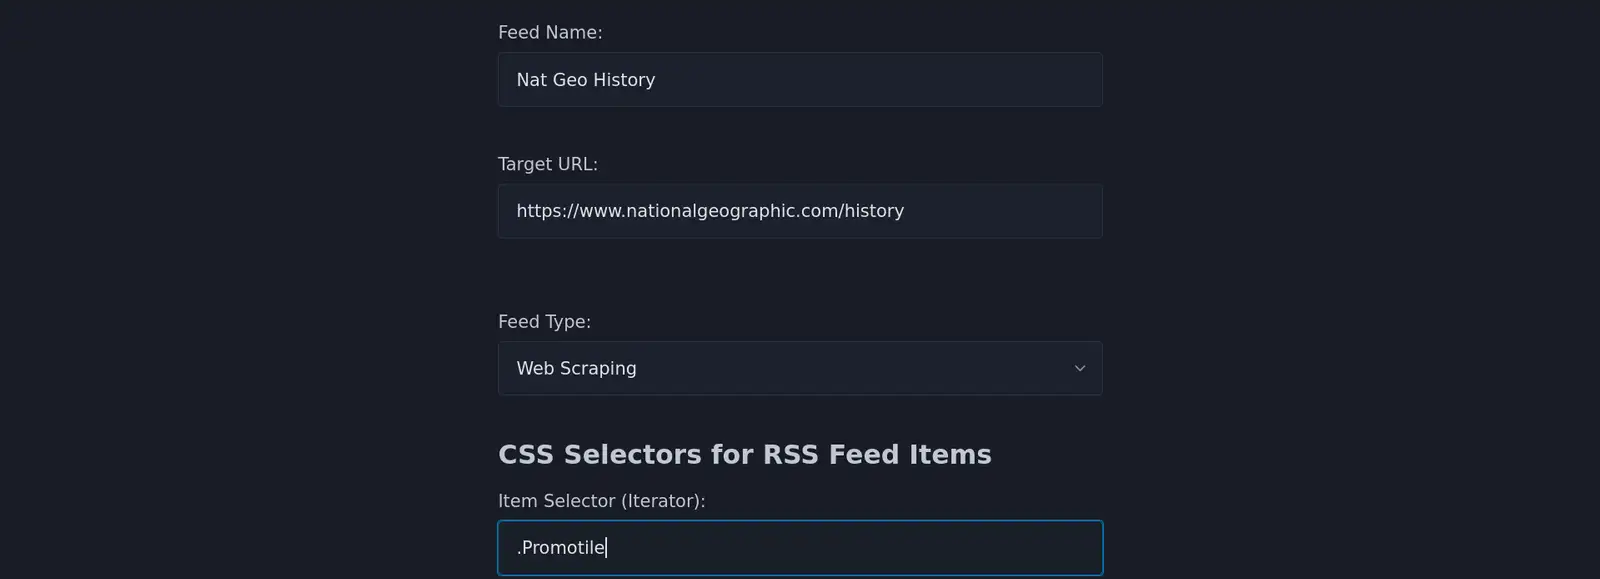 Feed Name:
Nat Geo History
Target URL:
https://www.nationalgeographic.com/history
Feed Type:
Web Scraping
CSS Selectors for RSS Feed Items
Item Selector (Iterator):
.Promotile